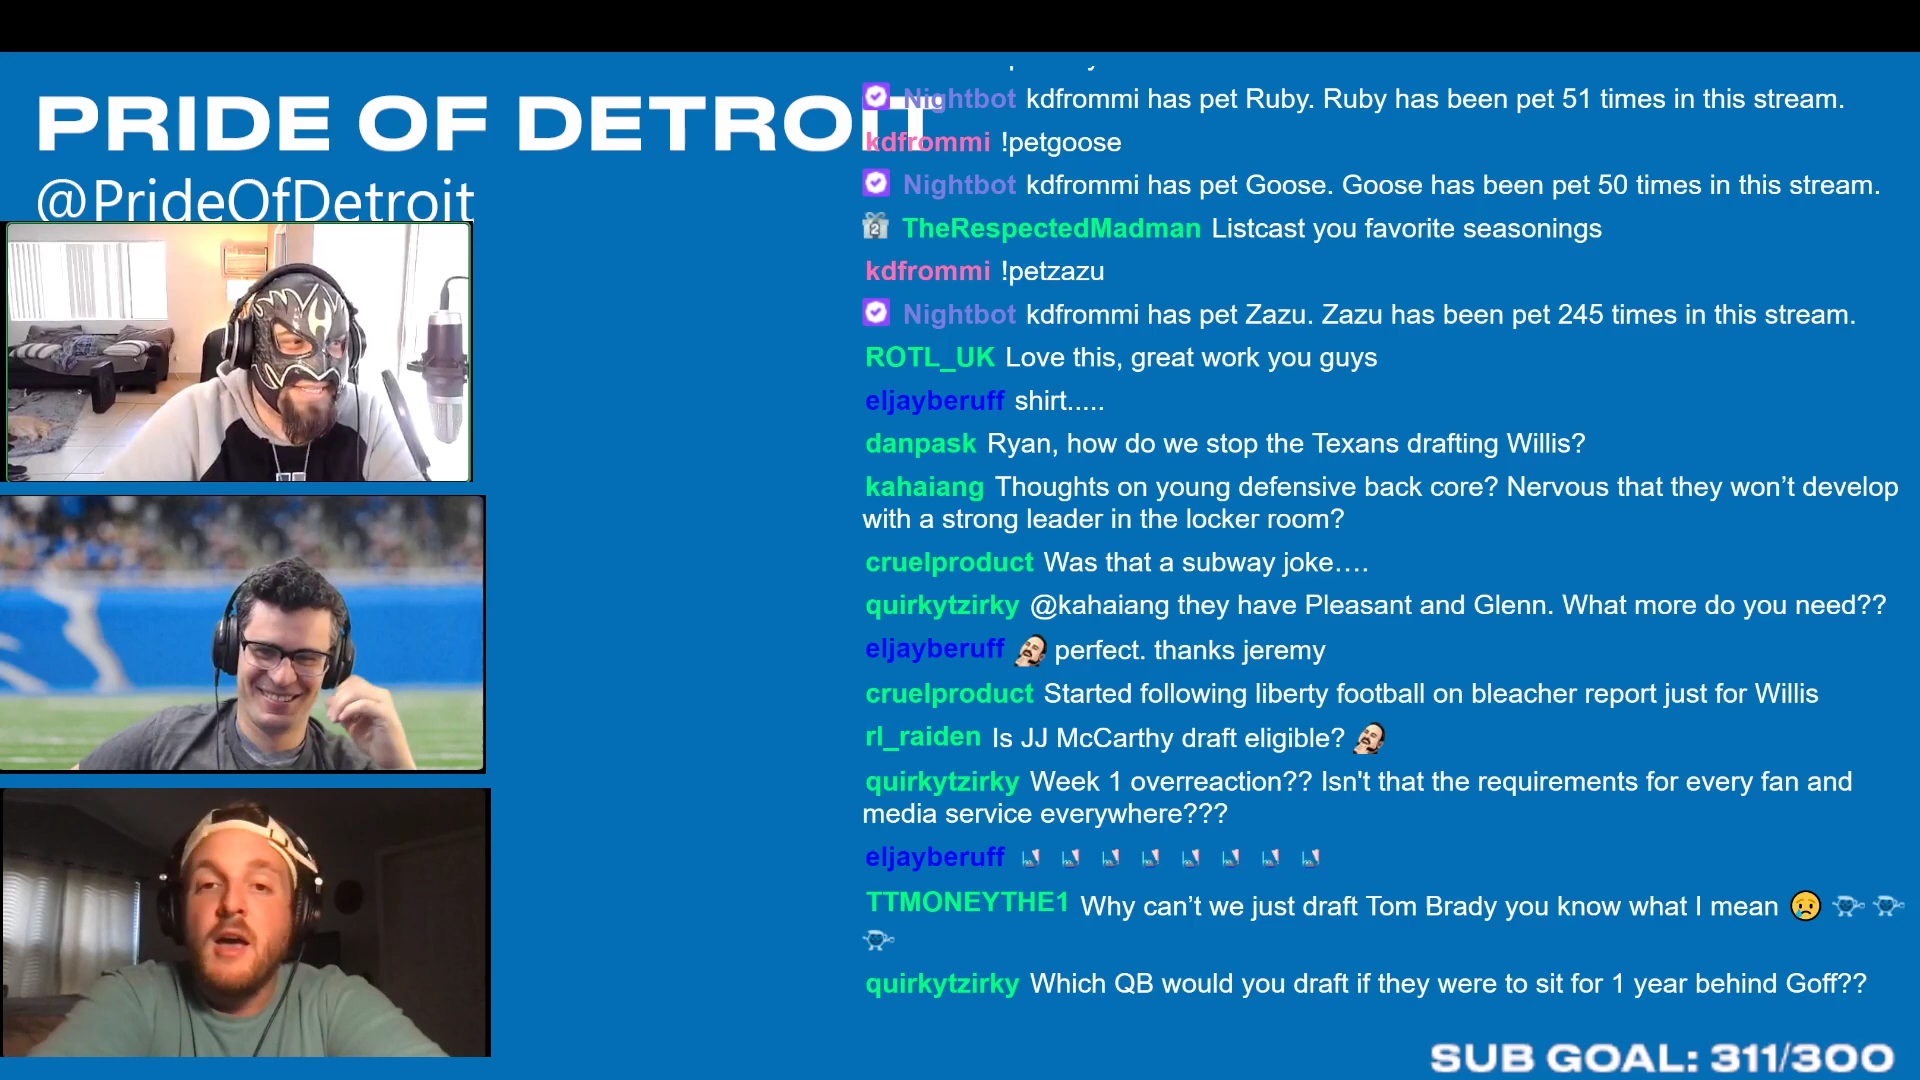 PRIDE OF DETROIT
@PrideOfDetroit
Nightbot kdfrommi has pet Ruby. Ruby has been pet 51 times in this stream.
kdfrommi !petgoose
Nightbot kdfrommi has pet Goose. Goose has been pet 50 times in this stream.
2 TheRespectedMadman Listcast you favorite seasonings
kdfrommi !petzazu
Nightbot kdfrommi has pet Zazu. Zazu has been pet 245 times in this stream.
ROTL_UK Love this, great work you guys
eljayberuff shirt.....
danpask Ryan, how do we stop the Texans drafting Willis?
kahaiang Thoughts on young defensive back core? Nervous that they won’t develop
with a strong leader in the locker room?
cruelproduct Was that a subway joke….
quirkytzirky @kahaiang they have Pleasant and Glenn. What more do you need??
eljayberuff perfect. thanks jeremy
cruelproduct Started following liberty football on bleacher report just for Willis
rl_raiden Is JJ McCarthy draft eligible?
quirkytzirky Week 1 overreaction?? Isn't that the requirements for every fan and
media service everywhere???
eljayberuff
TTMONEYTHE1 Why can’t we just draft Tom Brady you know what I mean 😢
quirkytzirky Which QB would you draft if they were to sit for 1 year behind Goff??
SUB GOAL: 311/300